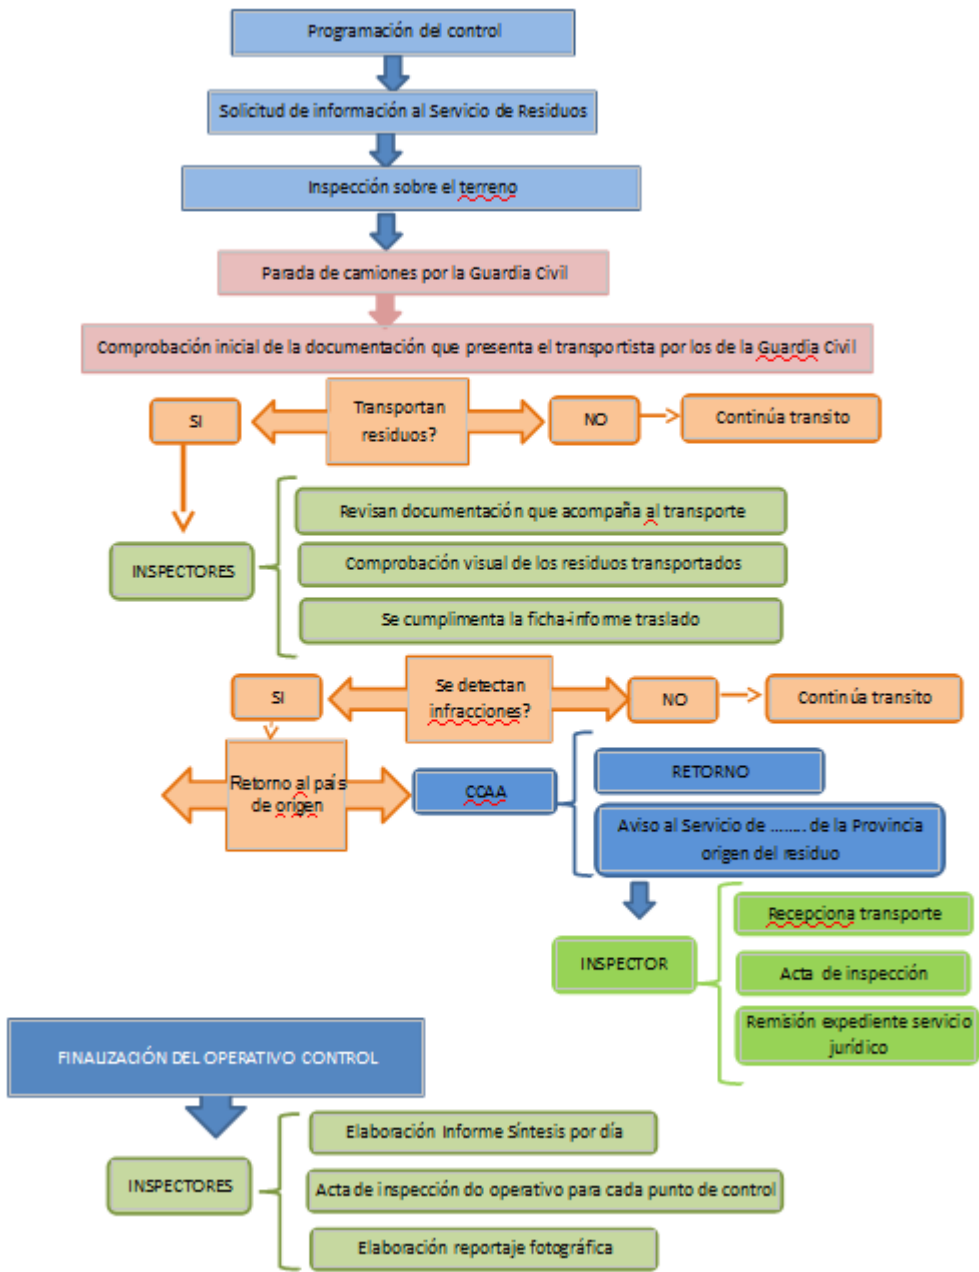 Programación del control
Solicitud de información al Servicio de Residuos
Inspección sobre el terreno
Parada de camiones por la Guardia Civil
Comprobación inicial de la documentación que presenta el transportista por los de la Guardia Civil
SI
Transportan
residuos?
NO
Continúa transito
INSPECTORES
Revisan documentación que acompaña al transporte
Comprobación visual de los residuos transportados
Se cumplimenta la ficha-informe traslado
SI
Se detectan
infracciones?
NO
Continúa transito
Retorno al país
de origen
CCAA
RETORNO
Aviso al Servicio de ........ de la Provincia
origen del residuo
INSPECTOR
Recepciona transporte
Acta de inspección
Remisión expediente servicio
jurídico
FINALIZACIÓN DEL OPERATIVO CONTROL
INSPECTORES
Elaboración Informe Síntesis por día
Acta de inspección do operativo para cada punto de control
Elaboración reportaje fotográfica